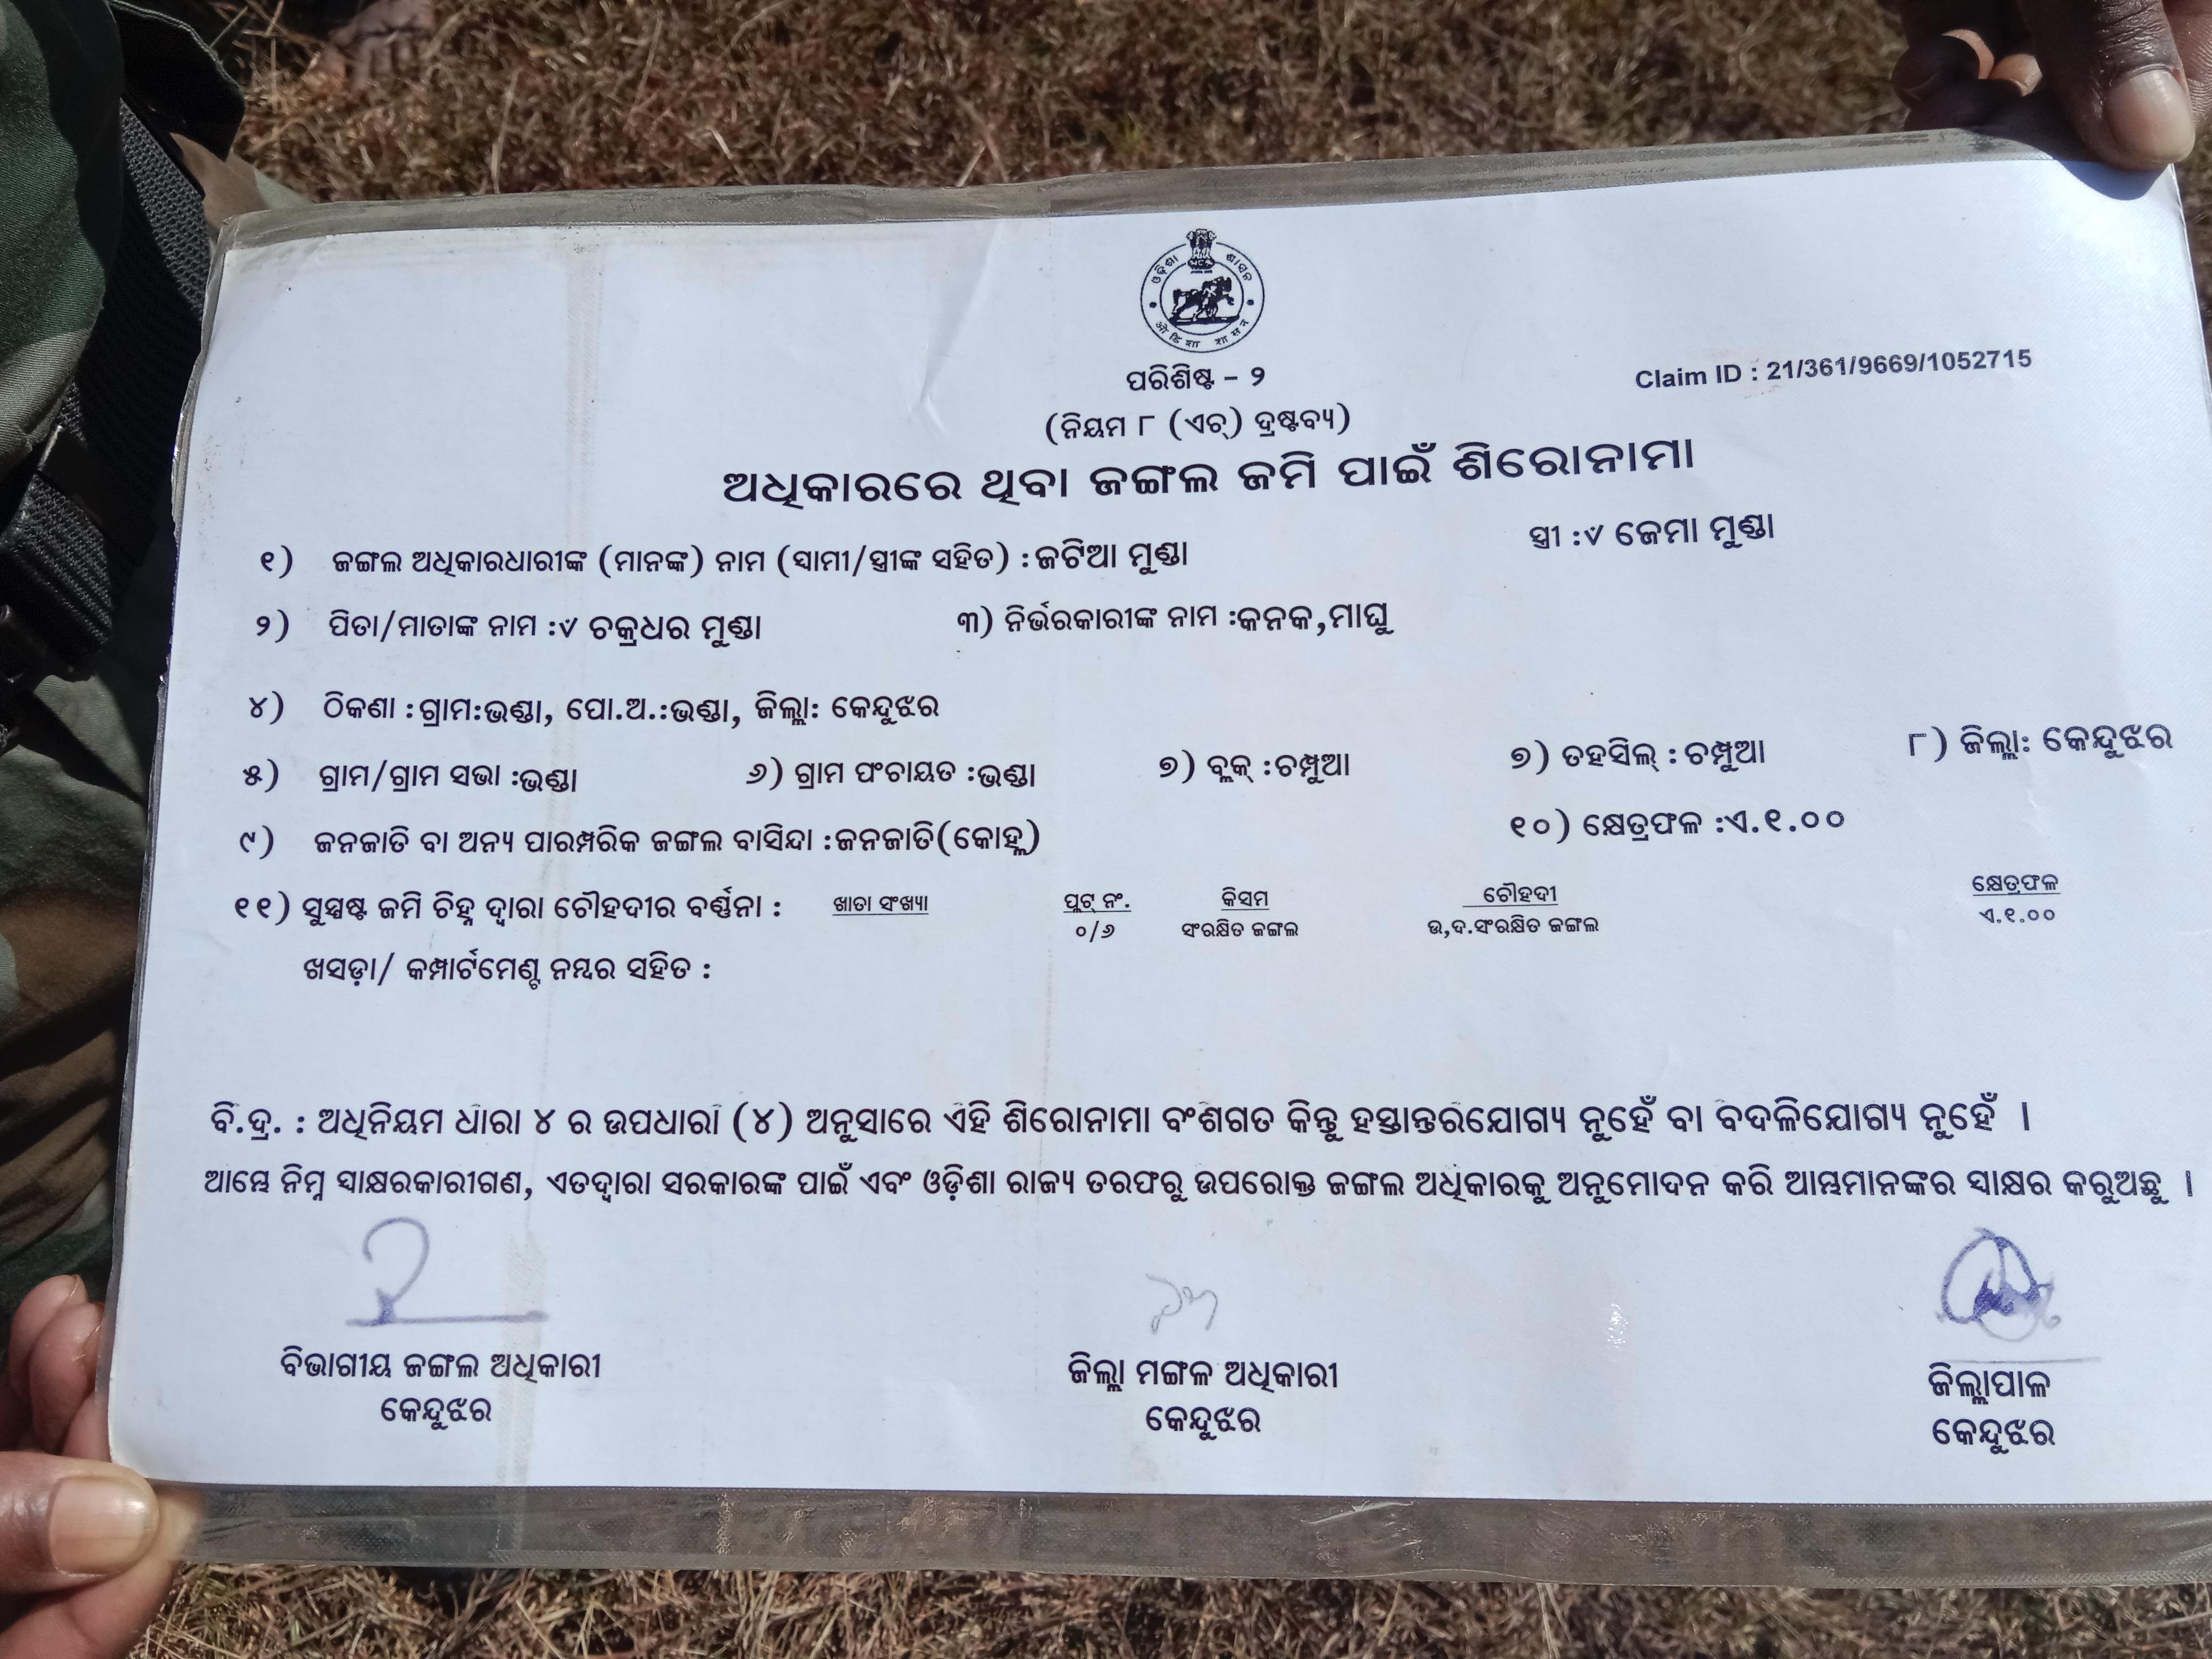 ଓଡ଼ିଶା ଶାସନ
ओडिशा शासन
ପରିଶିଷ୍ଟ – ୨
Claim ID : 21/361/9669/1052715
(ନିୟମ ୮ (ଏଚ୍) ଦ୍ରଷ୍ଟବ୍ୟ)
ଅଧିକାରରେ ଥିବା ଜଙ୍ଗଲ ଜମି ପାଇଁ ଶିରୋନାମା
୧) ଜଙ୍ଗଲ ଅଧିକାରଧାରୀଙ୍କ (ମାନଙ୍କ) ନାମ (ସ୍ୱାମୀ/ସ୍ତ୍ରୀଙ୍କ ସହିତ) : ଜଟିଆ ମୁଣ୍ଡା ସ୍ତ୍ରୀ : ୰ ଜେମା ମୁଣ୍ଡା
୨) ପିତା/ମାତାଙ୍କ ନାମ : ୰ ଚକ୍ରଧର ମୁଣ୍ଡା ୩) ନିର୍ଭରକାରୀଙ୍କ ନାମ : କନକ, ମାଘୁ
୪) ଠିକଣା : ଗ୍ରାମ:ଭଣ୍ଡା, ପୋ.ଅ.:ଭଣ୍ଡା, ଜିଲ୍ଲା: କେନ୍ଦୁଝର
୫) ଗ୍ରାମ/ଗ୍ରାମ ସଭା :ଭଣ୍ଡା ୬) ଗ୍ରାମ ପଂଚାୟତ :ଭଣ୍ଡା ୭) ବ୍ଲକ୍ :ଚମ୍ପୁଆ ୭) ତହସିଲ୍ : ଚମ୍ପୁଆ ୮) ଜିଲ୍ଲା: କେନ୍ଦୁଝର
୯) ଜନଜାତି ବା ଅନ୍ୟ ପାରମ୍ପରିକ ଜଙ୍ଗଲ ବାସିନ୍ଦା :ଜନଜାତି(କୋହ୍ଲ) ୧୦) କ୍ଷେତ୍ରଫଳ :ଏ.୧.୦୦
୧୧) ସୁସ୍ପଷ୍ଟ ଜମି ଚିହ୍ନ ଦ୍ୱାରା ଚୌହଦୀର ବର୍ଣ୍ଣନା : ଖାତା ସଂଖ୍ୟା ପ୍ଲଟ୍ ନଂ. କିସମ ଚୌହଦୀ କ୍ଷେତ୍ରଫଳ
୦/୬ ସଂରକ୍ଷିତ ଜଙ୍ଗଲ ଉ,ଦ.ସଂରକ୍ଷିତ ଜଙ୍ଗଲ ଏ.୧.୦୦
ଖସଡ଼ା/ କମ୍ପାର୍ଟମେଣ୍ଟ ନମ୍ବର ସହିତ :
ବି.ଦ୍ର. : ଅଧିନିୟମ ଧାରା ୪ ର ଉପଧାରା (୪) ଅନୁସାରେ ଏହି ଶିରୋନାମା ବଂଶଗତ କିନ୍ତୁ ହସ୍ତାନ୍ତରଯୋଗ୍ୟ ନୁହେଁ ବା ବଦଳିଯୋଗ୍ୟ ନୁହେଁ ।
ଆମ୍ଭେ ନିମ୍ନ ସ୍ୱାକ୍ଷରକାରୀଗଣ, ଏତଦ୍ୱାରା ସରକାରଙ୍କ ପାଇଁ ଏବଂ ଓଡ଼ିଶା ରାଜ୍ୟ ତରଫରୁ ଉପରୋକ୍ତ ଜଙ୍ଗଲ ଅଧିକାରକୁ ଅନୁମୋଦନ କରି ଆମ୍ଭମାନଙ୍କର ସ୍ୱାକ୍ଷର କରୁଅଛୁ ।
ବିଭାଗୀୟ ଜଙ୍ଗଲ ଅଧିକାରୀ ଜିଲ୍ଲା ମଙ୍ଗଳ ଅଧିକାରୀ ଜିଲ୍ଲାପାଳ
କେନ୍ଦୁଝର କେନ୍ଦୁଝର କେନ୍ଦୁଝର